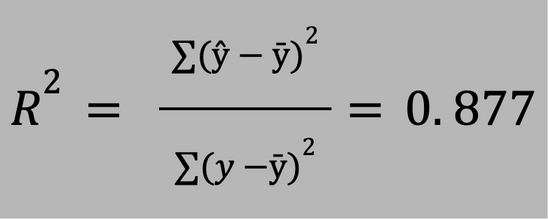 R² = Σ(ŷ − ȳ)² / Σ(y −ȳ)² = 0.877